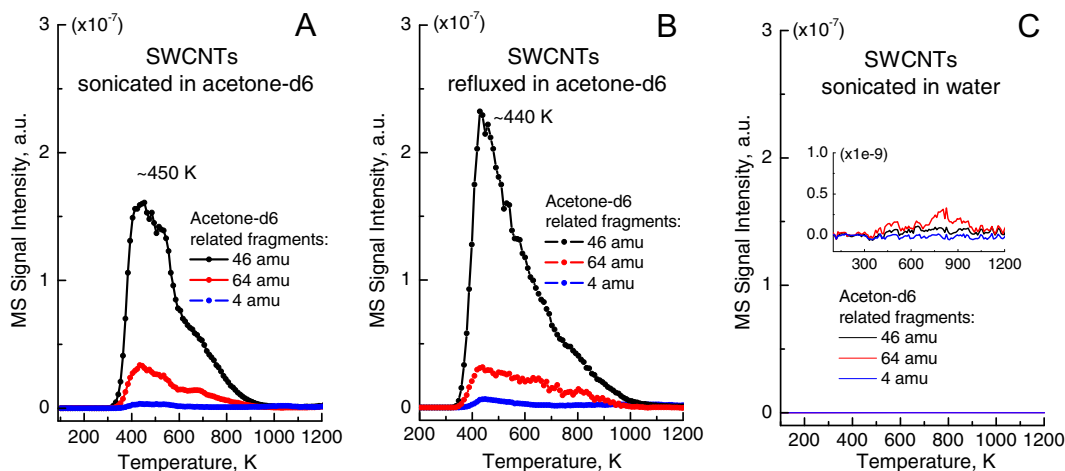 (x10⁻⁷)
A
3
2
1
0
MS Signal Intensity, a.u.
SWCNTs
sonicated in acetone-d6
~450 K
Acetone-d6
related fragments:
46 amu
64 amu
4 amu
200 400 600 800 1000 1200
Temperature, K
(x10⁻⁷)
B
3
2
1
0
MS Signal Intensity, a.u.
SWCNTs
refluxed in acetone-d6
~440 K
Acetone-d6
related fragments:
46 amu
64 amu
4 amu
200 400 600 800 1000 1200
Temperature, K
(x10⁻⁷)
C
3
2
1
0
MS Signal Intensity, a.u.
SWCNTs
sonicated in water
(x1e-9)
1.0
0.5
0.0
300 600 900 1200
Aceton-d6
related fragments:
46 amu
64 amu
4 amu
200 400 600 800 1000 1200
Temperature, K